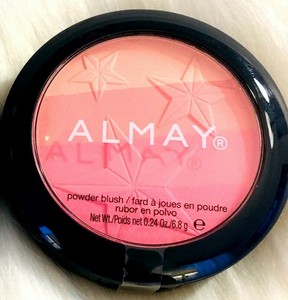 ALMAY®
ALMAY®
powder blush / fard à joues en poudre
rubor en polvo
Net Wt./Poids net 0.24 Oz./6.8 g ℮